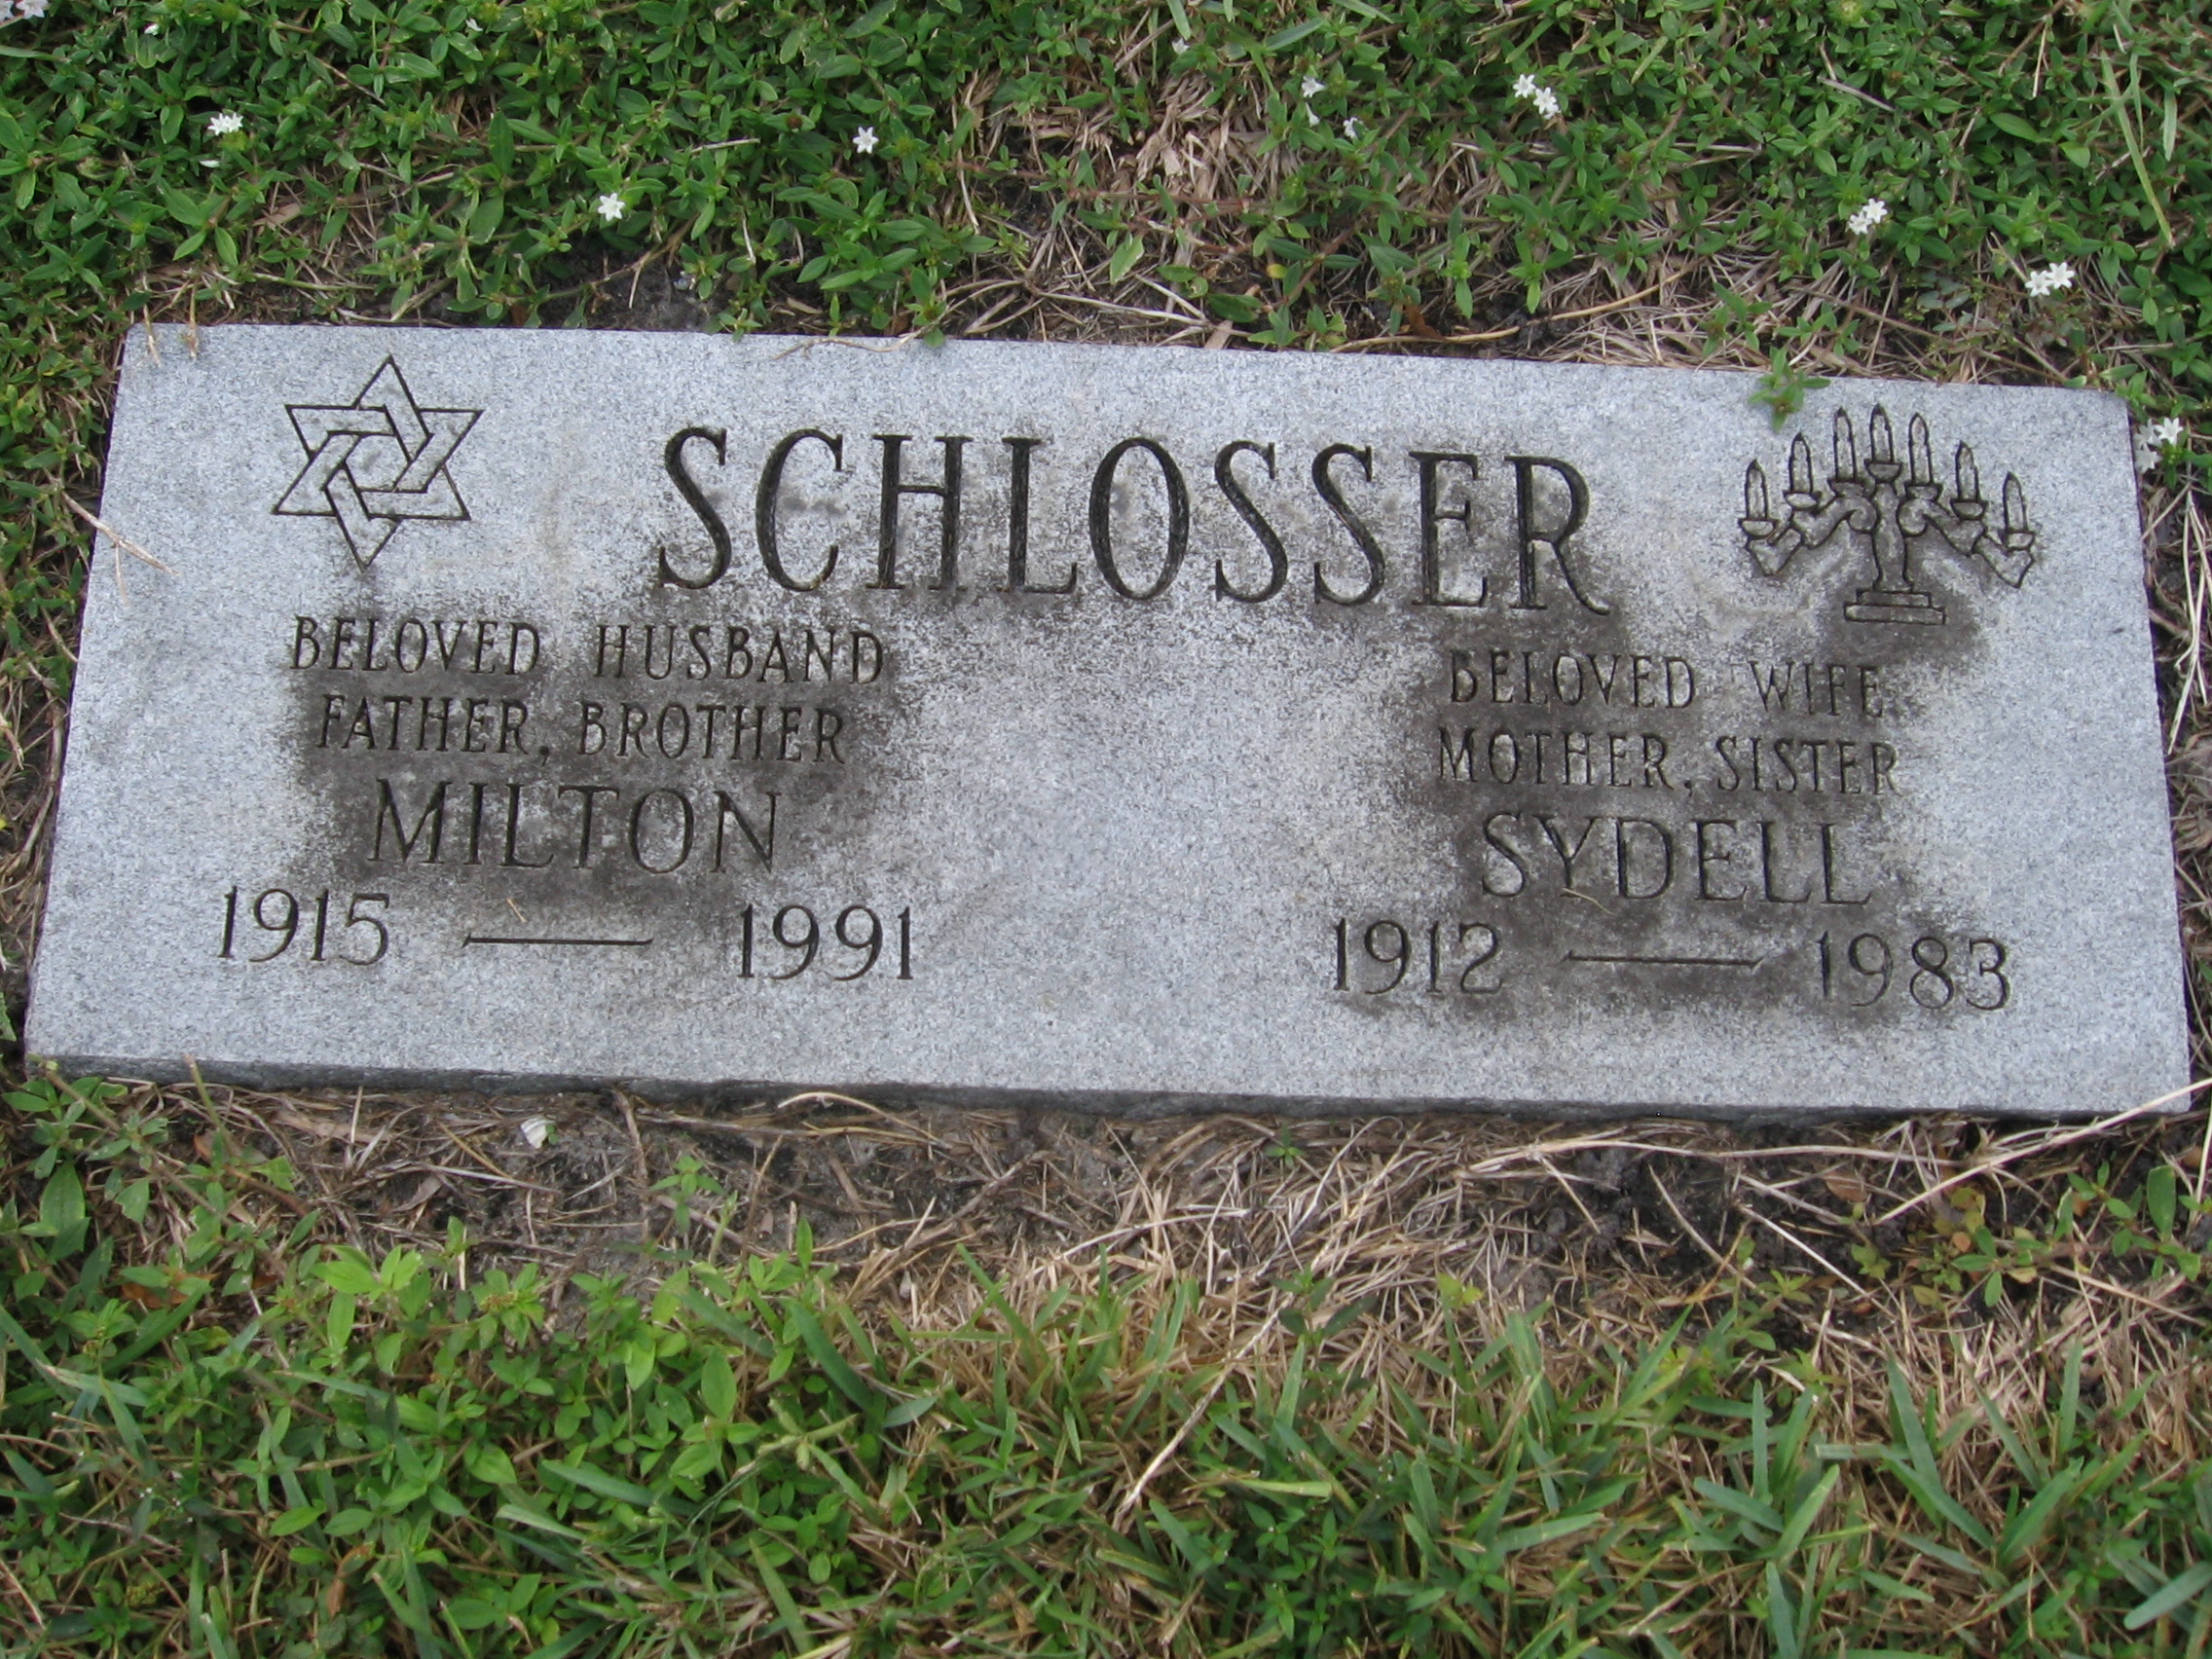 SCHLOSSER
BELOVED HUSBAND
FATHER, BROTHER
MILTON
1915 — 1991
BELOVED WIFE
MOTHER, SISTER
SYDELL
1912 — 1983